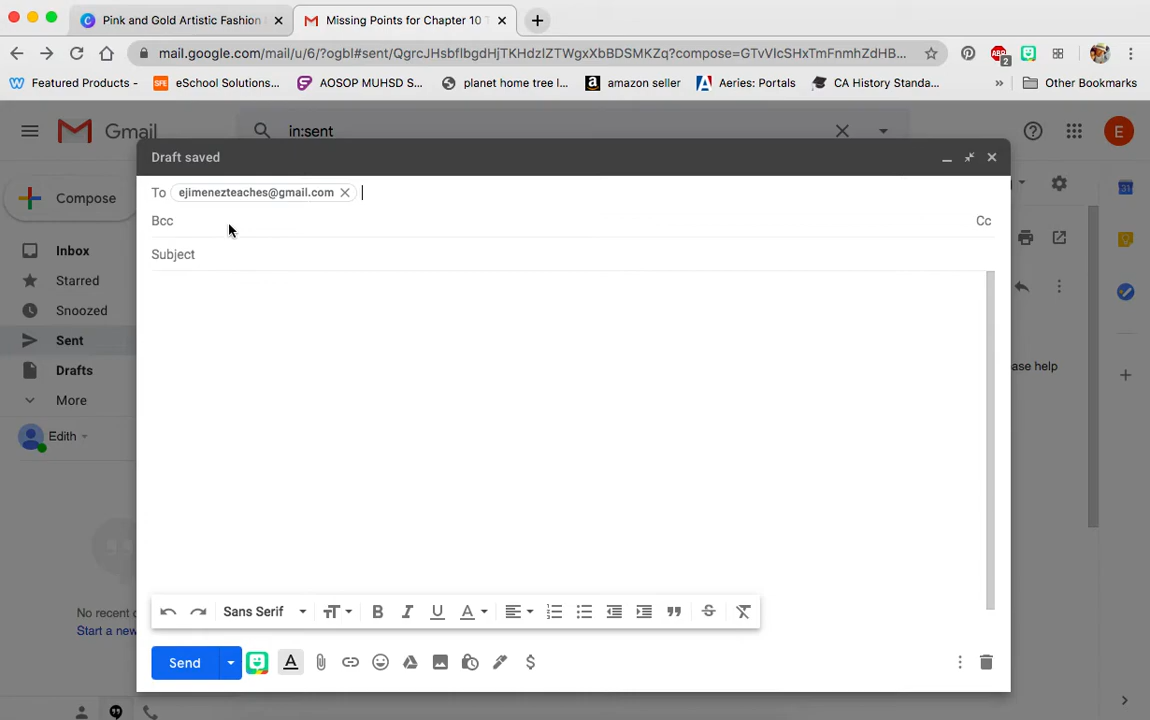 Pink and Gold Artistic Fashion
Missing Points for Chapter 10 T
mail.google.com/mail/u/6/?ogbl#sent/QgrcJHsbflbgdHjTKHdzIZTWgxXbBDSMKZq?compose=GTvVlcSHxTmFnmhZdHB...
2
Featured Products -
SFE
eSchool Solutions...
AOSOP MUHSD S...
planet home tree l...
a
amazon seller
Aeries: Portals
CA History Standa...
»
Other Bookmarks
Gmail
in:sent
E
Draft saved
Compose
To ejimenezteaches@gmail.com
31
Bcc
Cc
Inbox
Subject
Starred
Snoozed
Sent
ase help
Drafts
More
Edith
No recent c
Start a new
Sans Serif
Send